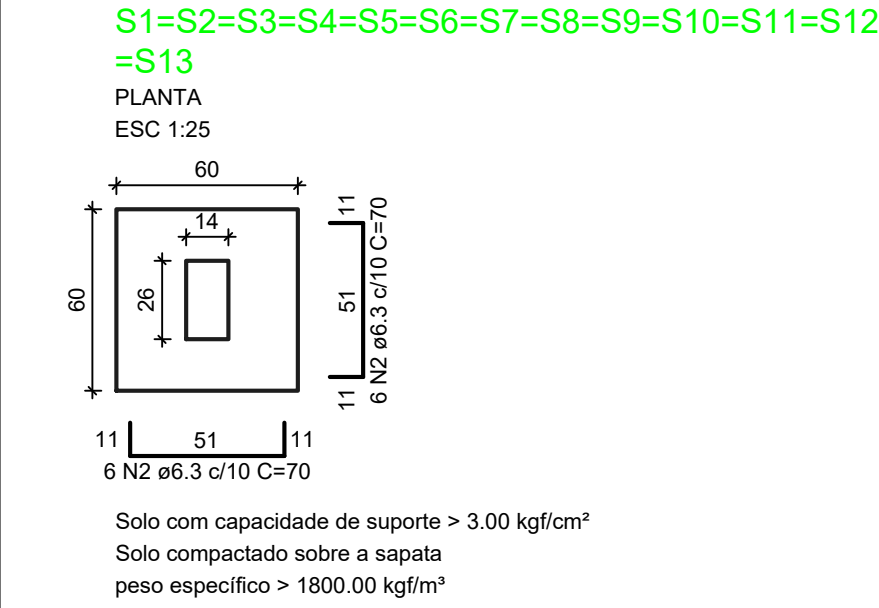 S1=S2=S3=S4=S5=S6=S7=S8=S9=S10=S11=S12
=S13
PLANTA
ESC 1:25
60
14
60
26
11
51
11
6 N2 ø6.3 c/10 C=70
11
51
11
6 N2 ø6.3 c/10 C=70
Solo com capacidade de suporte > 3.00 kgf/cm²
Solo compactado sobre a sapata
peso específico > 1800.00 kgf/m³